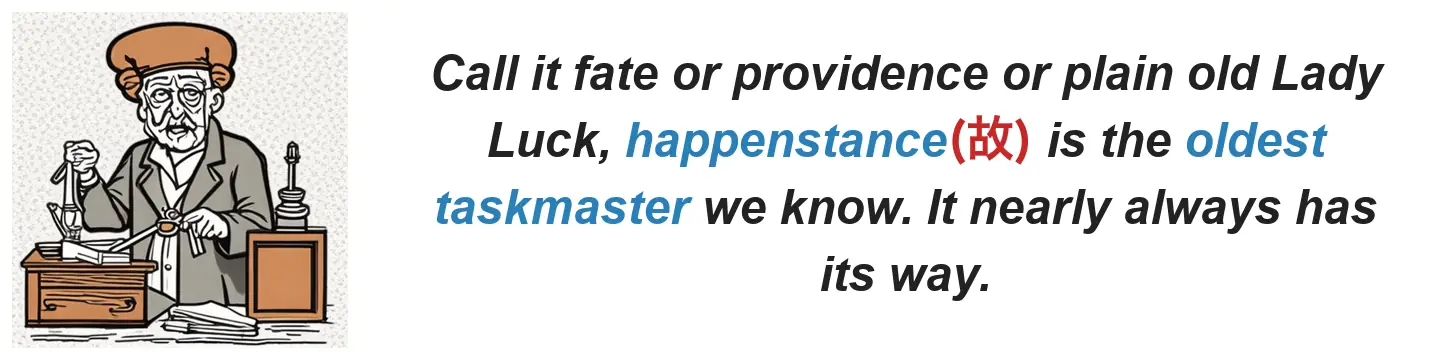 Call it fate or providence or plain old Lady
Luck, happenstance(故) is the oldest
taskmaster we know. It nearly always has
its way.